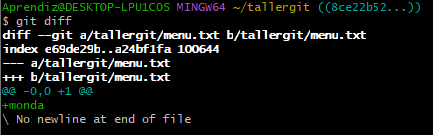 Aprendiz@DESKTOP-LPU1COS MINGW64 ~/tallergit ((8ce22b52...))
$ git diff
diff --git a/tallergit/menu.txt b/tallergit/menu.txt
index e69de29b..a24bf1fa 100644
--- a/tallergit/menu.txt
+++ b/tallergit/menu.txt
@@ -0,0 +1 @@
+monda
\ No newline at end of file